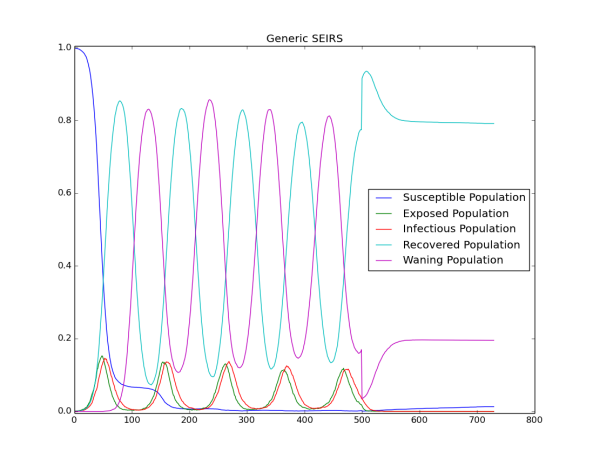 Generic SEIRS
1.0
0.8
0.6
0.4
0.2
0.0
Susceptible Population
Exposed Population
Infectious Population
Recovered Population
Waning Population
0 100 200 300 400 500 600 700 800